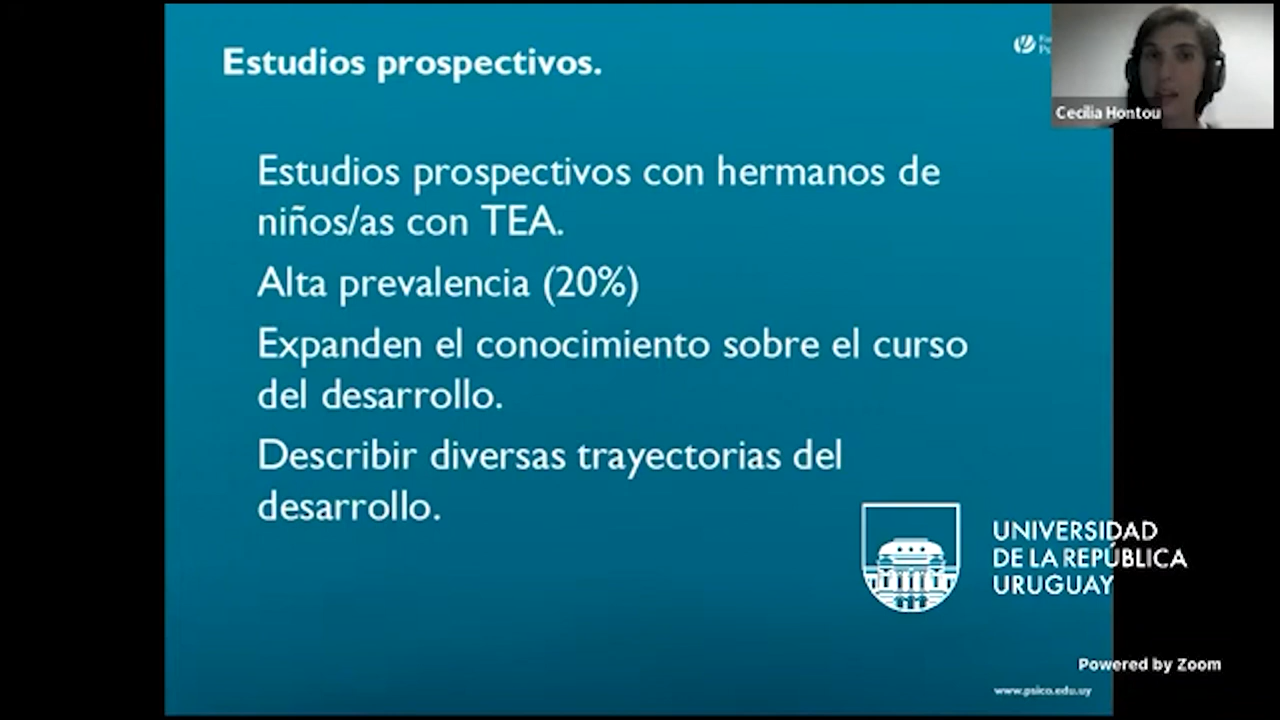 Estudios prospectivos.
Cecilia Hontou
Estudios prospectivos con hermanos de
niños/as con TEA.
Alta prevalencia (20%)
Expanden el conocimiento sobre el curso
del desarrollo.
Describir diversas trayectorias del
desarrollo.
UNIVERSIDAD
DE LA REPÚBLICA
URUGUAY
Powered by Zoom
www.psico.edu.uy